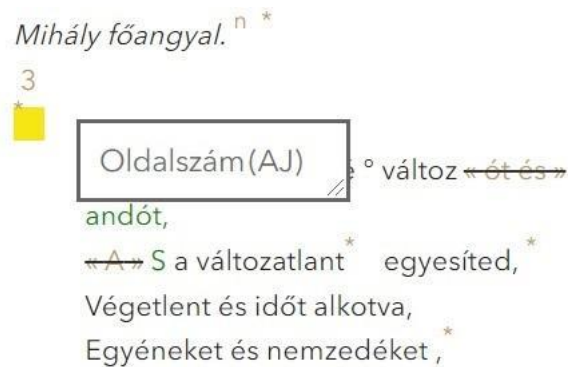 Mihály főangyal. n *
3
*
Oldalszám(AJ)
é ° változ « ót és »
andót,
« A » S a változatlant * egyesíted, *
Végetlent és időt alkotva,
Egyéneket és nemzedéket , *